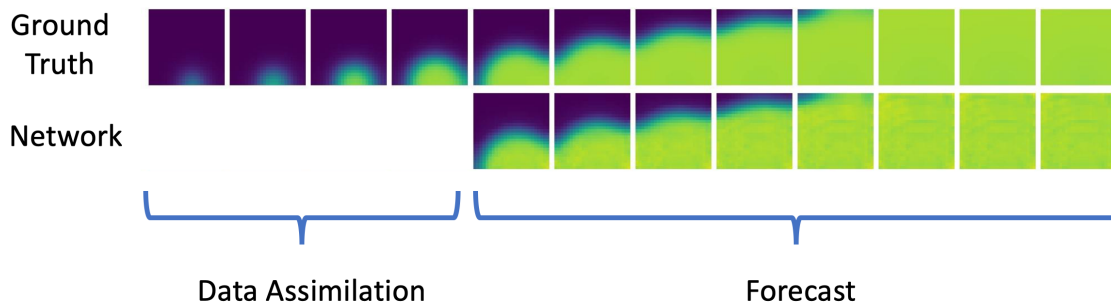 Ground
Truth
Network
Data Assimilation
Forecast